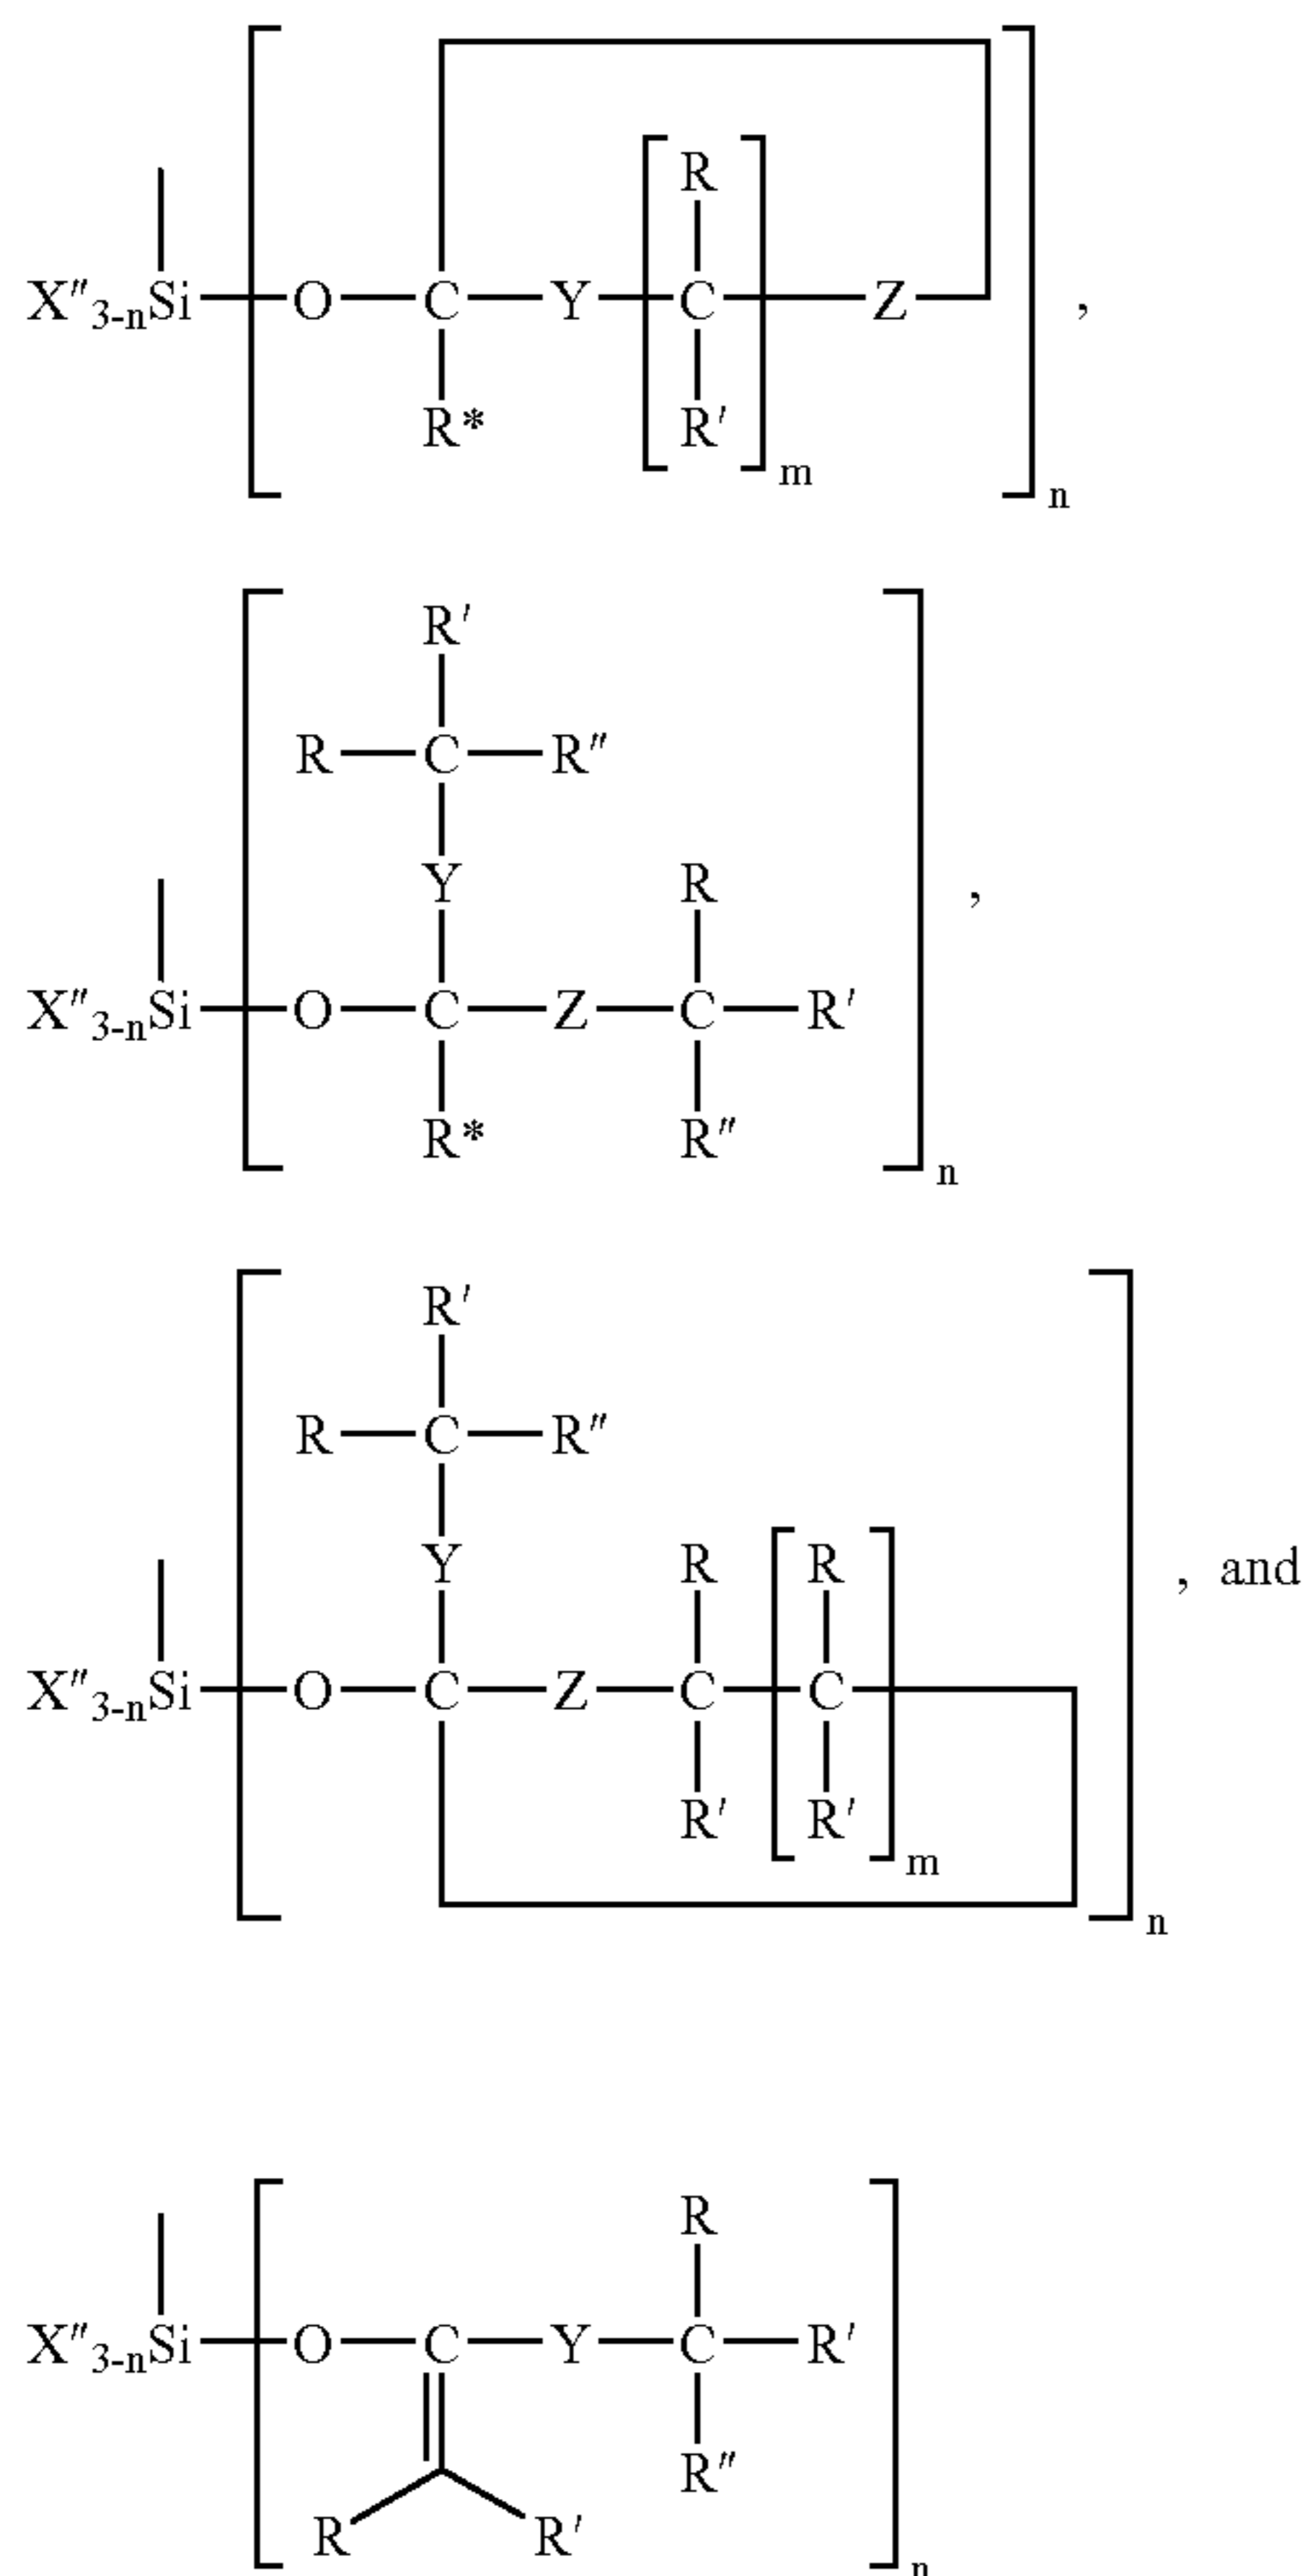 R
X″3-nSi O C Y C Z ,
R* R′ m
n
R′
R C R″
Y R ,
X″3-nSi O C Z C R′
R* R″
n
R′
R C R″
Y R R , and
X″3-nSi O C Z C C
R′ R′ m
n
R
X″3-nSi O C Y C R′
R″
R R′
n